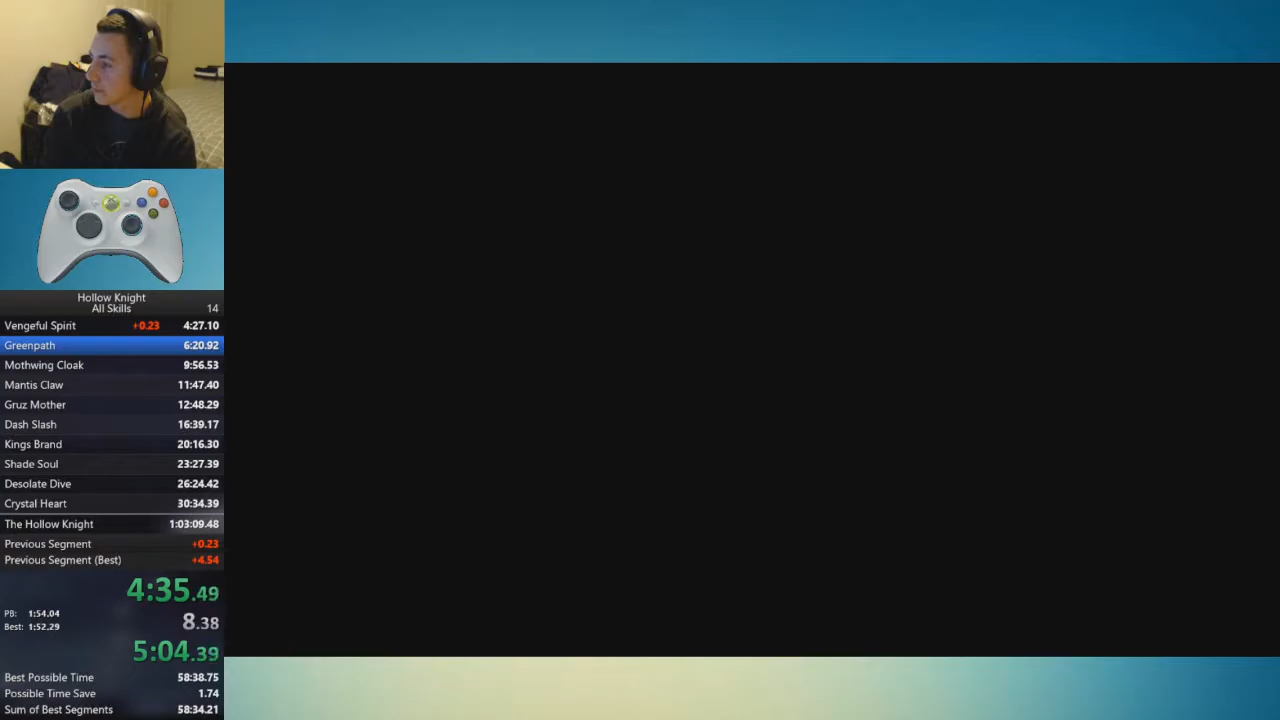 Hollow Knight
All Skills 14
Vengeful Spirit +0.23 4:27.10
Greenpath 6:20.92
Mothwing Cloak 9:56.53
Mantis Claw 11:47.40
Gruz Mother 12:48.29
Dash Slash 16:39.17
Kings Brand 20:16.30
Shade Soul 23:27.39
Desolate Dive 26:24.42
Crystal Heart 30:34.39
The Hollow Knight 1:03:09.48
Previous Segment +0.23
Previous Segment (Best) +4.54
4:35.49
PB: 1:54.04
Best: 1:52.29
8.38
5:04.39
Best Possible Time 58:38.75
Possible Time Save 1.74
Sum of Best Segments 58:34.21